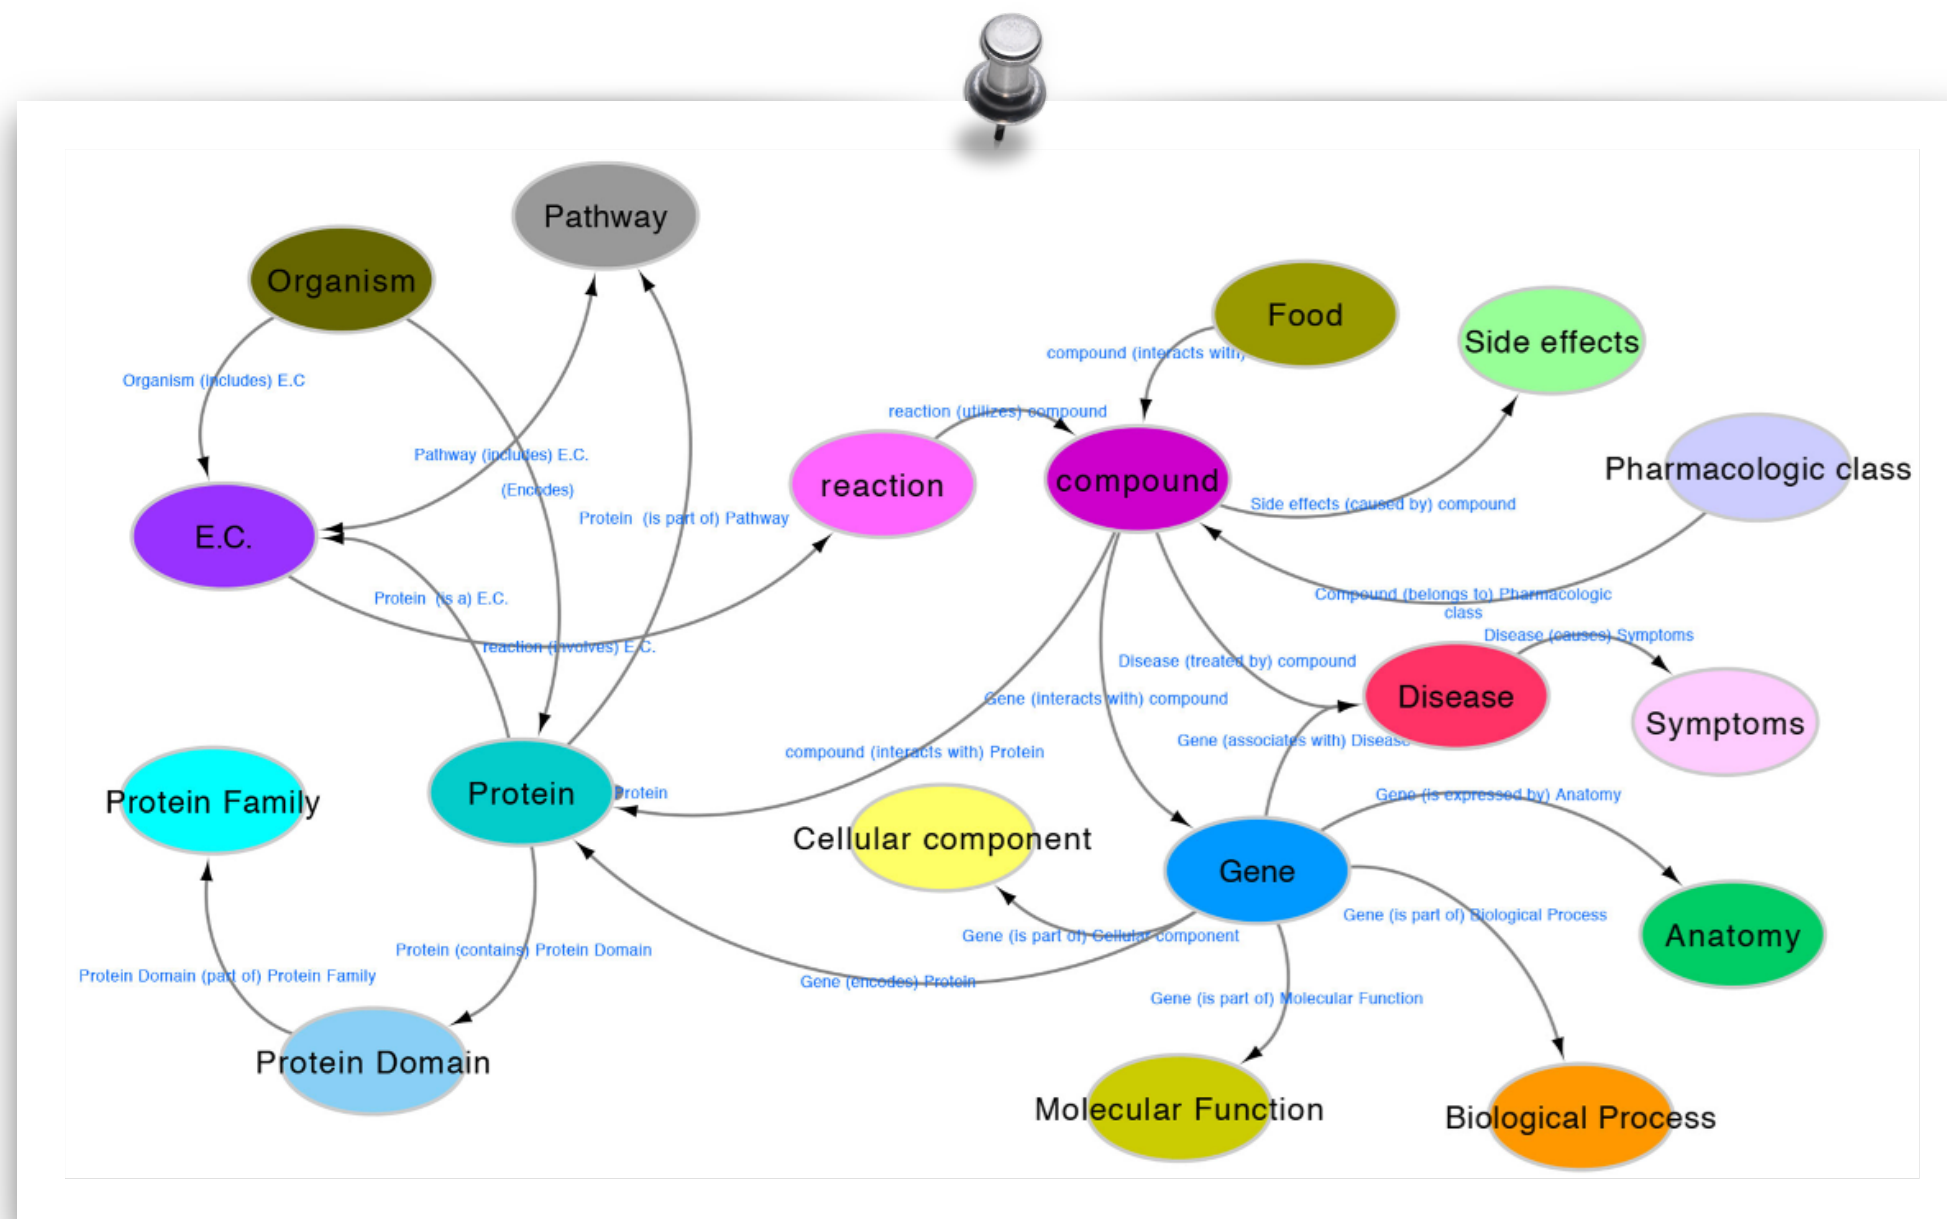 Pathway
Organism
Food
Side effects
Organism (includes) E.C
compound (interacts with)
reaction (utilizes) compound
Pathway (includes) E.C.
(Encodes)
Protein  (is part of) Pathway
reaction
compound
Side effects (caused by) compound
Pharmacologic class
E.C.
Protein  (is a) E.C.
reaction (involves) E.C.
Compound (belongs to) Pharmacologic
class
Disease (causes) Symptoms
Disease (treated by) compound
Gene (interacts with) compound
Disease
Symptoms
Gene (associates with) Disease
compound (interacts with) Protein
Protein Family
Protein
Protein
Cellular component
Gene (is expressed by) Anatomy
Gene
Gene (is part of) Biological Process
Anatomy
Gene (is part of) Cellular component
Protein (contains) Protein Domain
Protein Domain (part of) Protein Family
Gene (encodes) Protein
Gene (is part of) Molecular Function
Protein Domain
Molecular Function
Biological Process